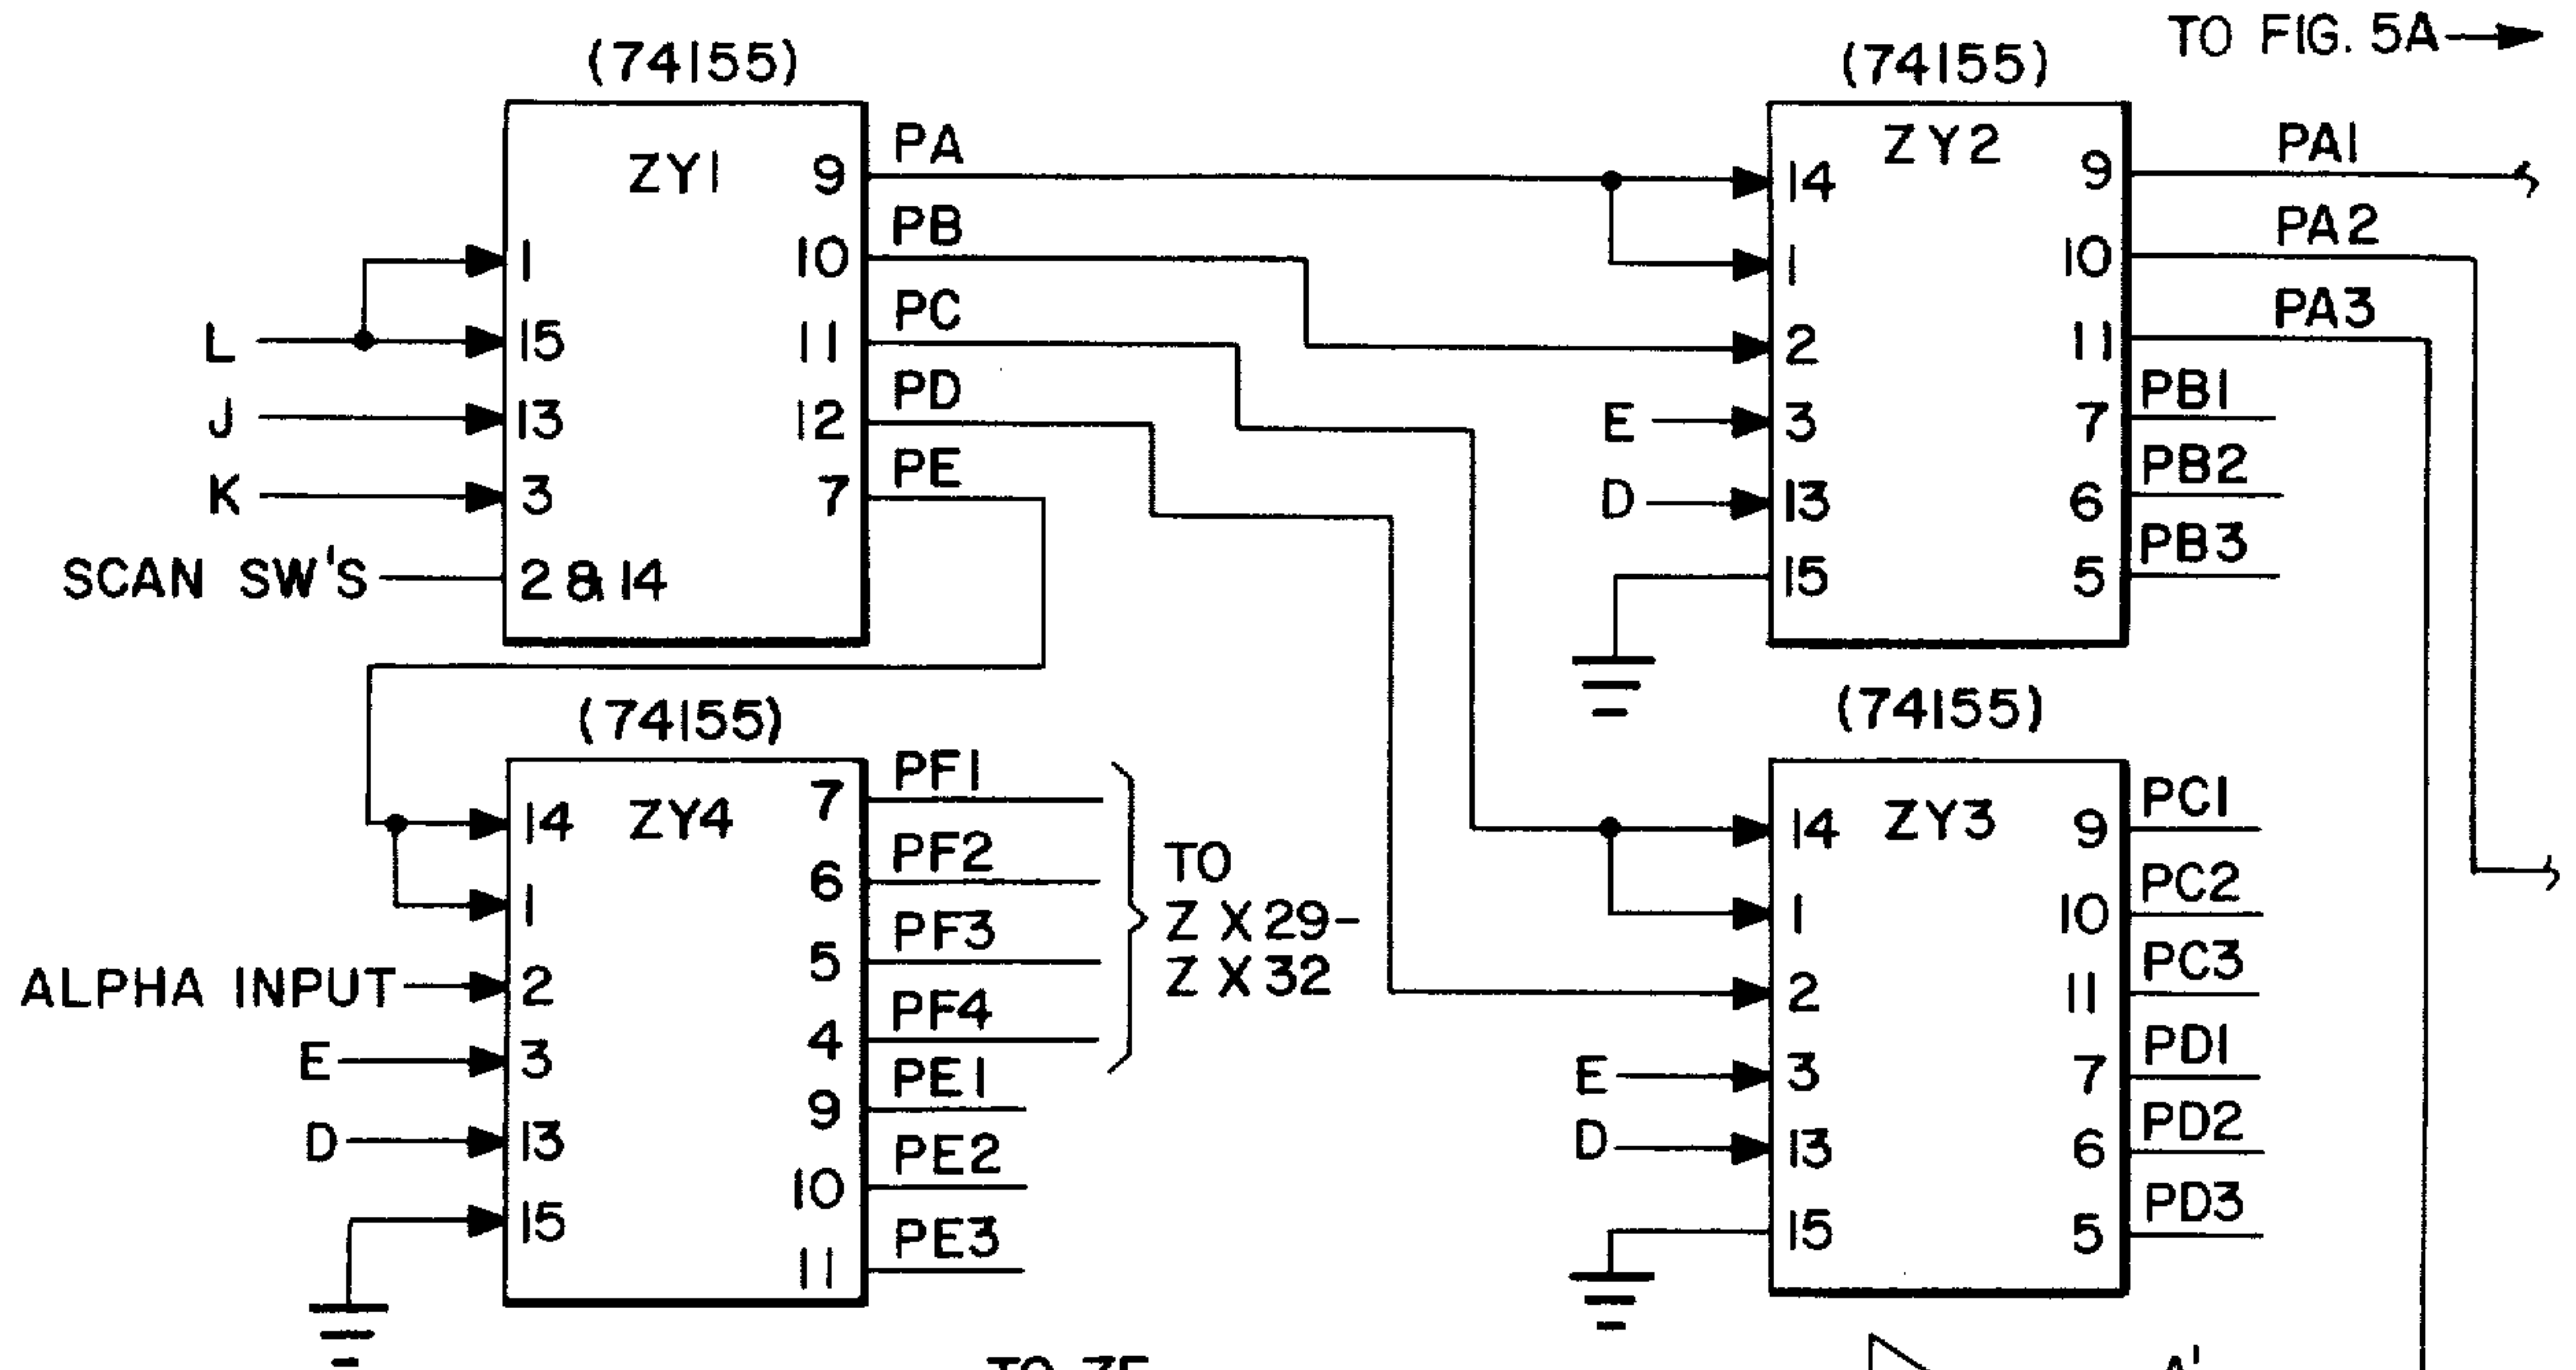 TO FIG. 5A
(74155)
ZY1
1
15
13
3
2 & 14
L
J
K
SCAN SW'S
9
10
11
12
7
PA
PB
PC
PD
PE
(74155)
ZY2
14
1
2
3
13
15
E
D
9
10
11
7
6
5
PA1
PA2
PA3
PB1
PB2
PB3
(74155)
ZY4
14
1
2
3
13
15
ALPHA INPUT
E
D
7
6
5
4
9
10
11
PF1
PF2
PF3
PF4
PE1
PE2
PE3
TO
ZX29-
ZX32
(74155)
ZY3
14
1
2
3
13
15
E
D
9
10
11
7
6
5
PC1
PC2
PC3
PD1
PD2
PD3
A'